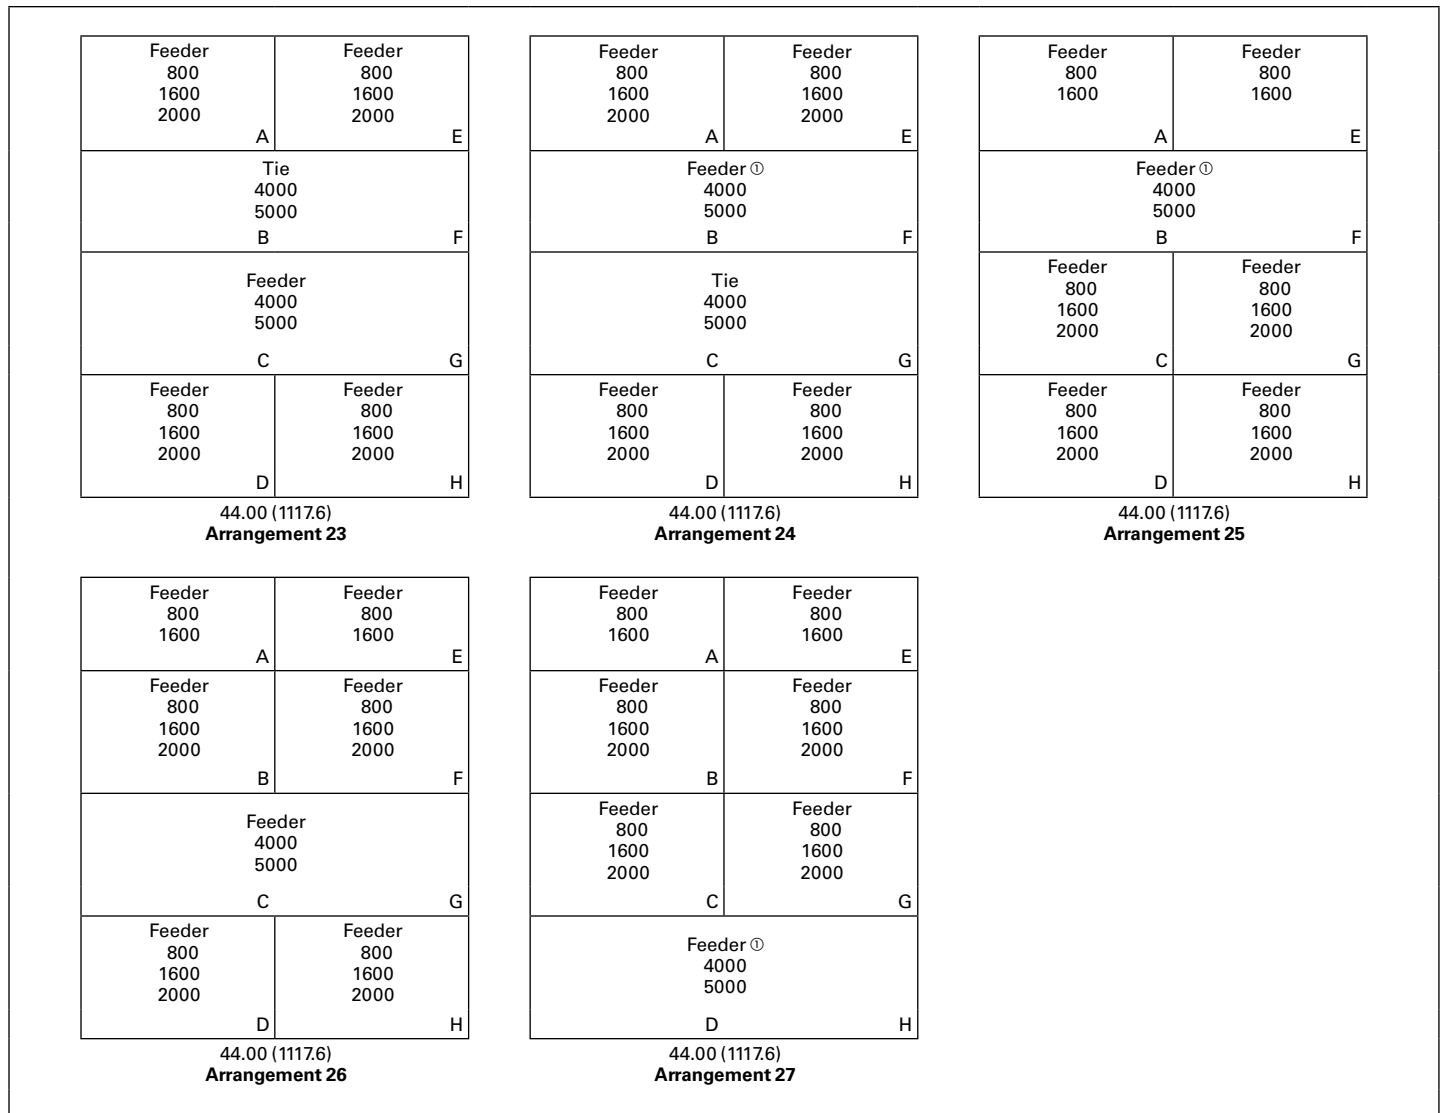 Feeder
800
1600
2000
A
Feeder
800
1600
2000
E
Tie
4000
5000
B
F
Feeder
4000
5000
C
G
Feeder
800
1600
2000
D
Feeder
800
1600
2000
H
44.00 (1117.6)
Arrangement 23
Feeder
800
1600
2000
A
Feeder
800
1600
2000
E
Feeder ①
4000
5000
B
F
Tie
4000
5000
C
G
Feeder
800
1600
2000
D
Feeder
800
1600
2000
H
44.00 (1117.6)
Arrangement 24
Feeder
800
1600
A
Feeder
800
1600
E
Feeder ①
4000
5000
B
F
Feeder
800
1600
2000
C
Feeder
800
1600
2000
G
Feeder
800
1600
2000
D
Feeder
800
1600
2000
H
44.00 (1117.6)
Arrangement 25
Feeder
800
1600
A
Feeder
800
1600
E
Feeder
800
1600
2000
B
Feeder
800
1600
2000
F
Feeder
4000
5000
C
G
Feeder
800
1600
2000
D
Feeder
800
1600
2000
H
44.00 (1117.6)
Arrangement 26
Feeder
800
1600
A
Feeder
800
1600
E
Feeder
800
1600
2000
B
Feeder
800
1600
2000
F
Feeder
800
1600
2000
C
Feeder
800
1600
2000
G
Feeder ①
4000
5000
D
H
44.00 (1117.6)
Arrangement 27